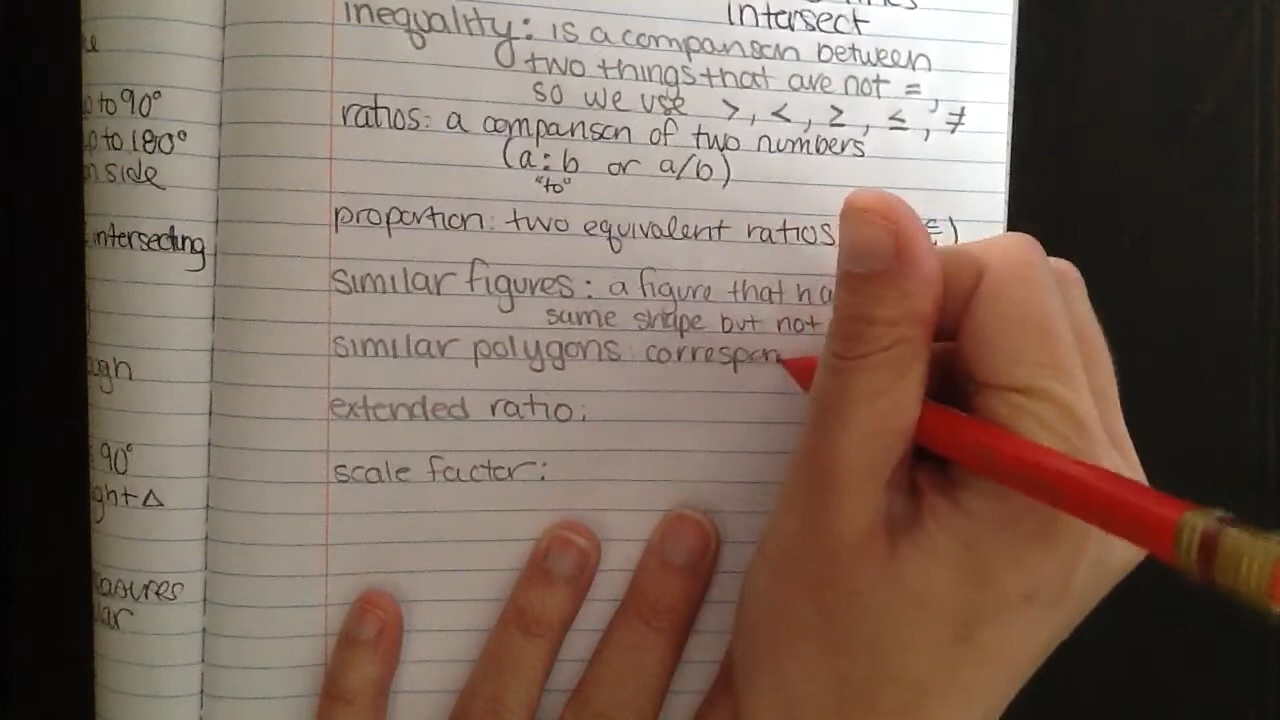 Intersect
inequality: is a comparison between
two things that are not =,
so we use >, <, ≥, ≤, ≠
ratios: a comparison of two numbers
(a:b or a/b)
"to"
proportion: two equivalent ratios
similar figures: a figure that ha
same shape but not
similar polygons: correspon
extended ratio:
scale factor:
to 90°
to 180°
side
intersecting
90°
ght Δ
asures
lar